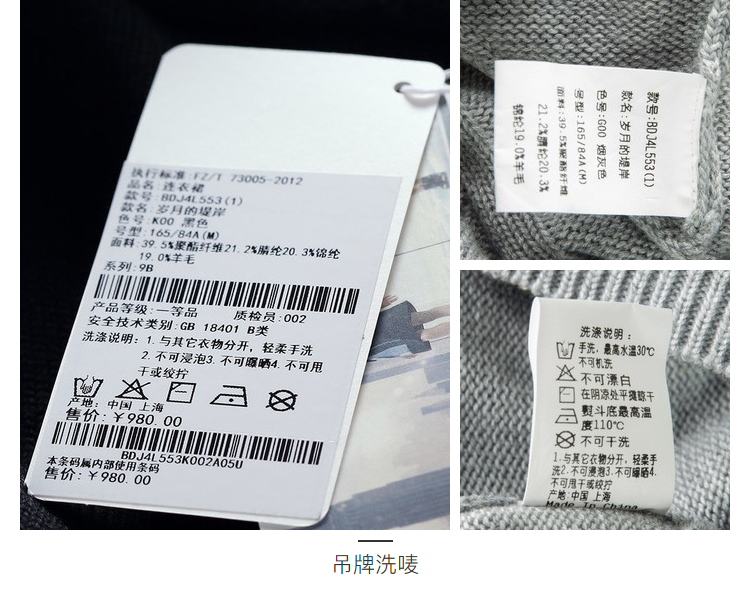 执行标准:FZ/T 73005-2012
品名:连衣裙
款号:BDJ4L553(1)
款名:岁月的堤岸
色号:K00 黑色
号型:165/84A(M)
面料:39.5%聚酯纤维21.2%腈纶20.3%锦纶
19.0%羊毛
系列:9B
产品等级:一等品 质检员:002
安全技术类别:GB 18401 B类
洗涤说明:1.与其它衣物分开,轻柔手洗
2.不可浸泡3.不可曝晒4.不可用
干或绞拧
产地:中国 上海
售价:￥980.00
BDJ4L553K002A05U
本条码属内部使用条码
售价:￥980.00
款号:BDJ4L553(1)
款名:岁月的堤岸
色号:G00 烟灰色
号型:165/84A(M)
面料:39.5%聚酯纤维
21.2%腈纶20.3%
锦纶19.0%羊毛
洗涤说明:
手洗,最高水温30℃
不可机洗
不可漂白
在阴凉处平摊晾干
熨斗底最高温
度110℃
不可干洗
1.与其它衣物分开,轻柔手
洗2.不可浸泡3.不可曝晒4.
不可用干或绞拧
产地:中国 上海
Made In China
吊牌洗唛